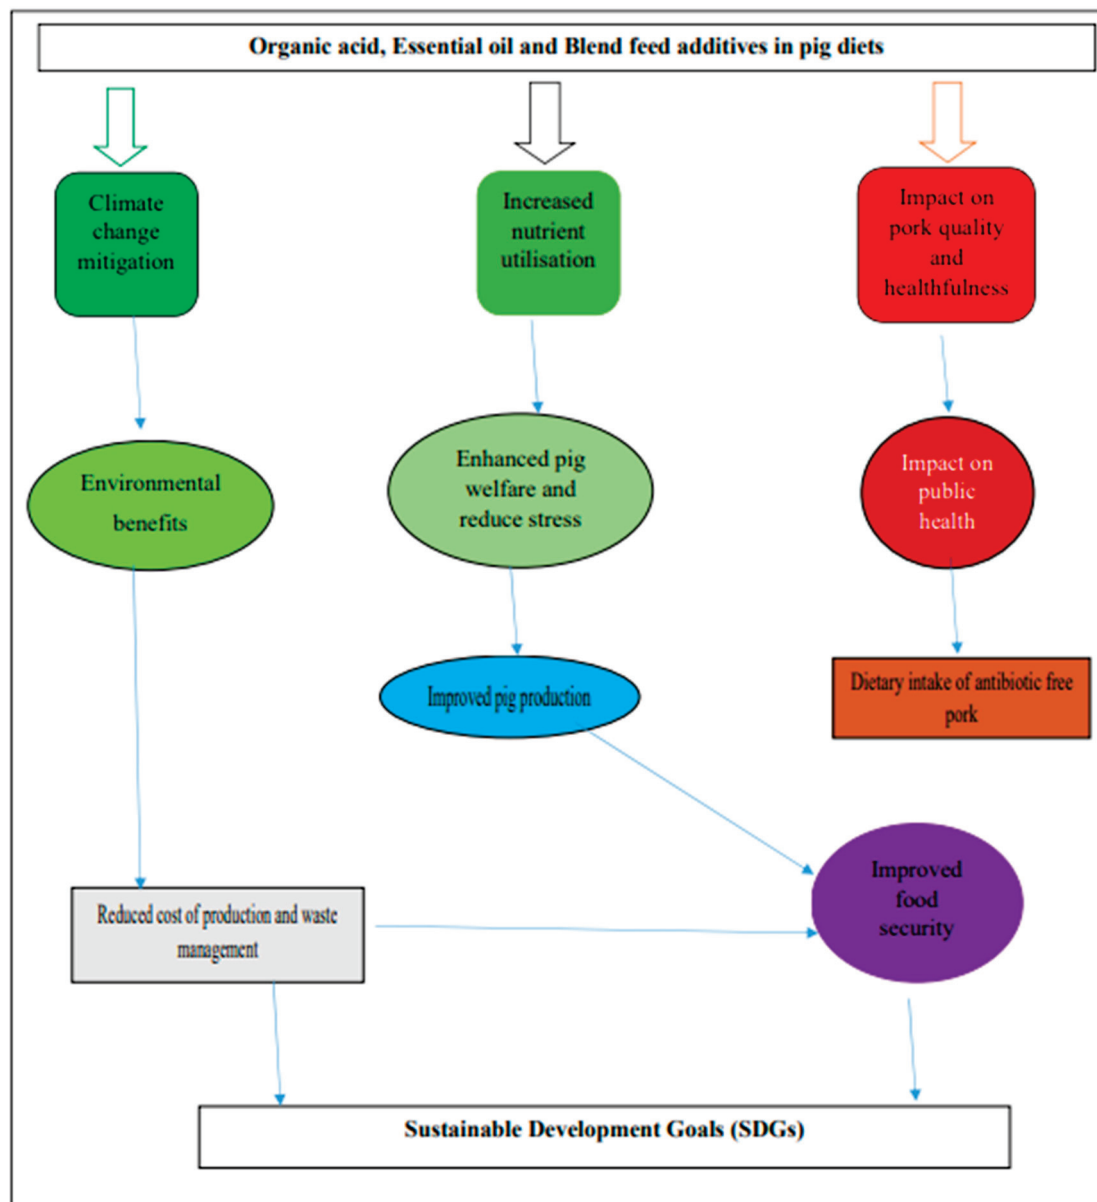 Organic acid, Essential oil and Blend feed additives in pig diets
Climate
change
mitigation
Increased
nutrient
utilisation
Impact on
pork quality
and
healthfulness
Environmental
benefits
Enhanced pig
welfare and
reduce stress
Impact on
public
health
Improved pig production
Dietary intake of antibiotic free
pork
Improved
food
security
Reduced cost of production and waste
management
Sustainable Development Goals (SDGs)